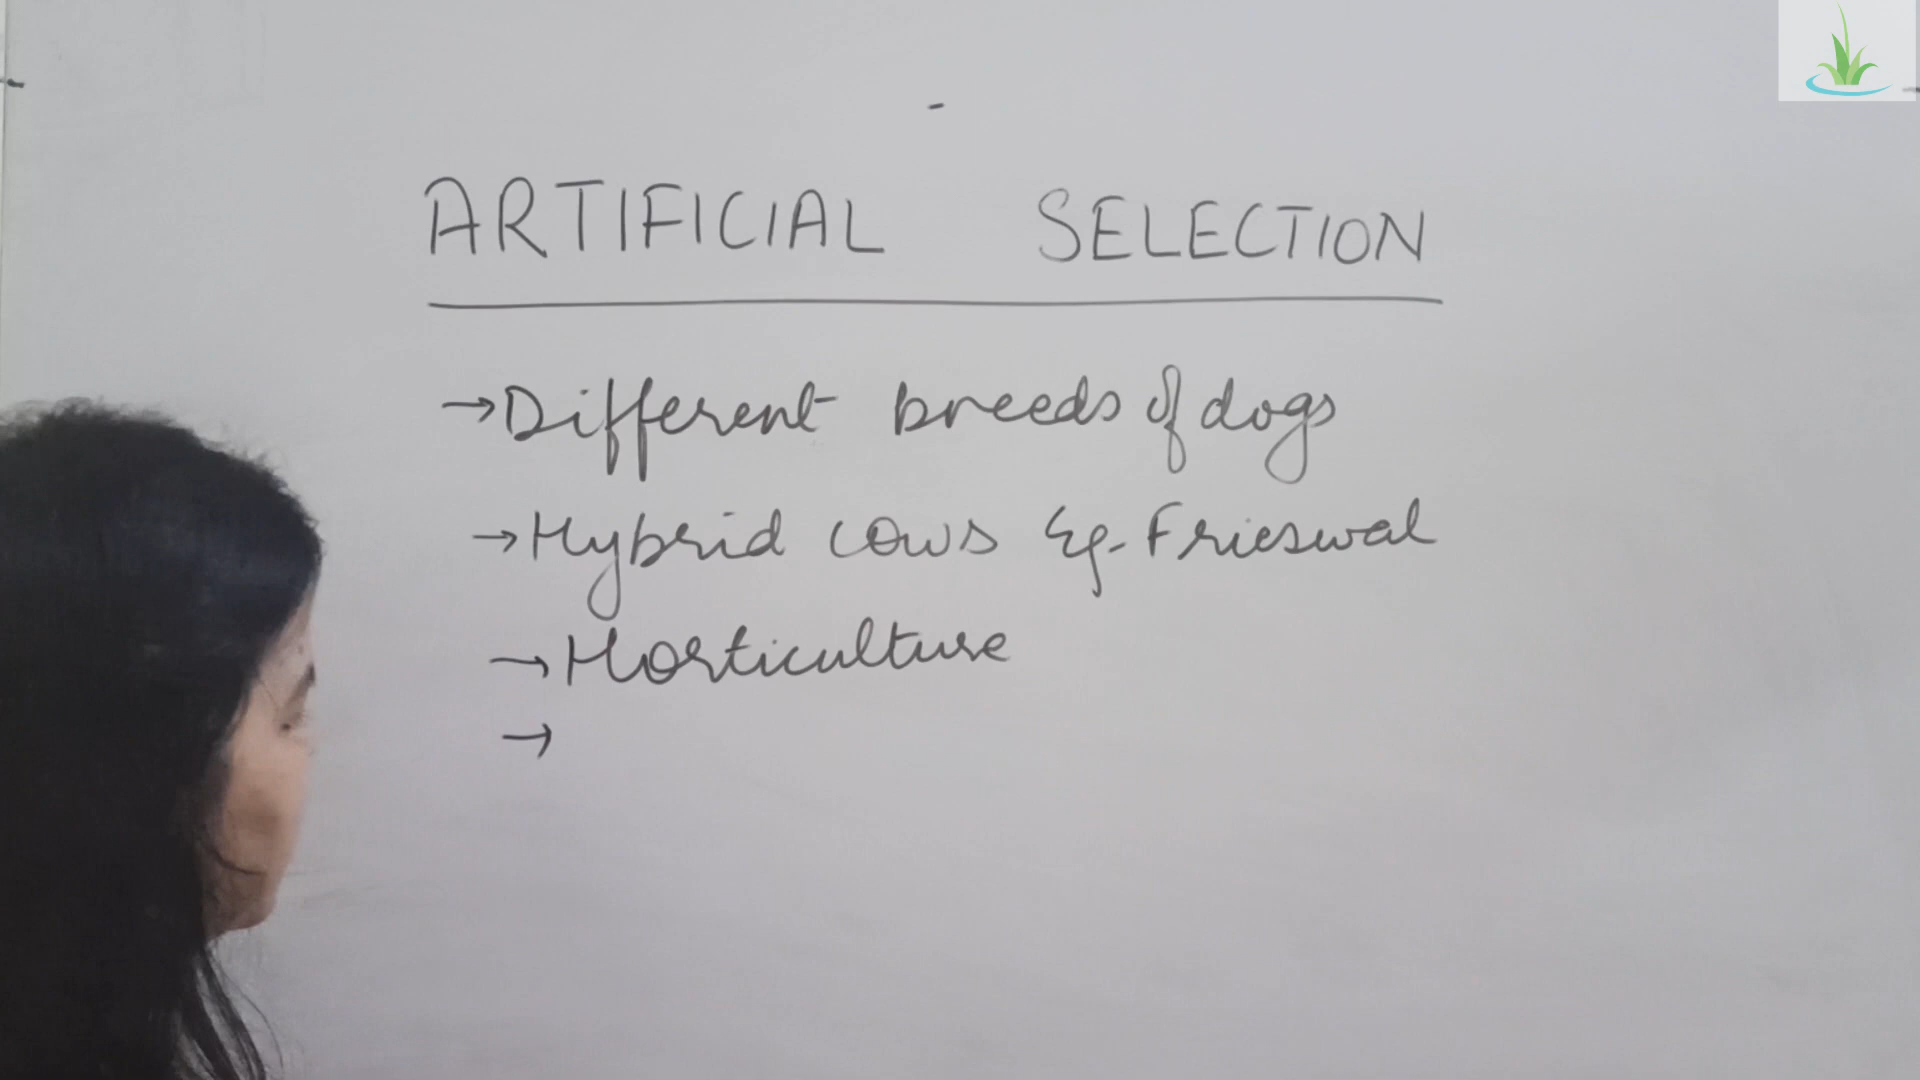 ARTIFICIAL SELECTION
→Different breeds of dogs
→Hybrid cows Eg-Frieswal
→Horticulture
→